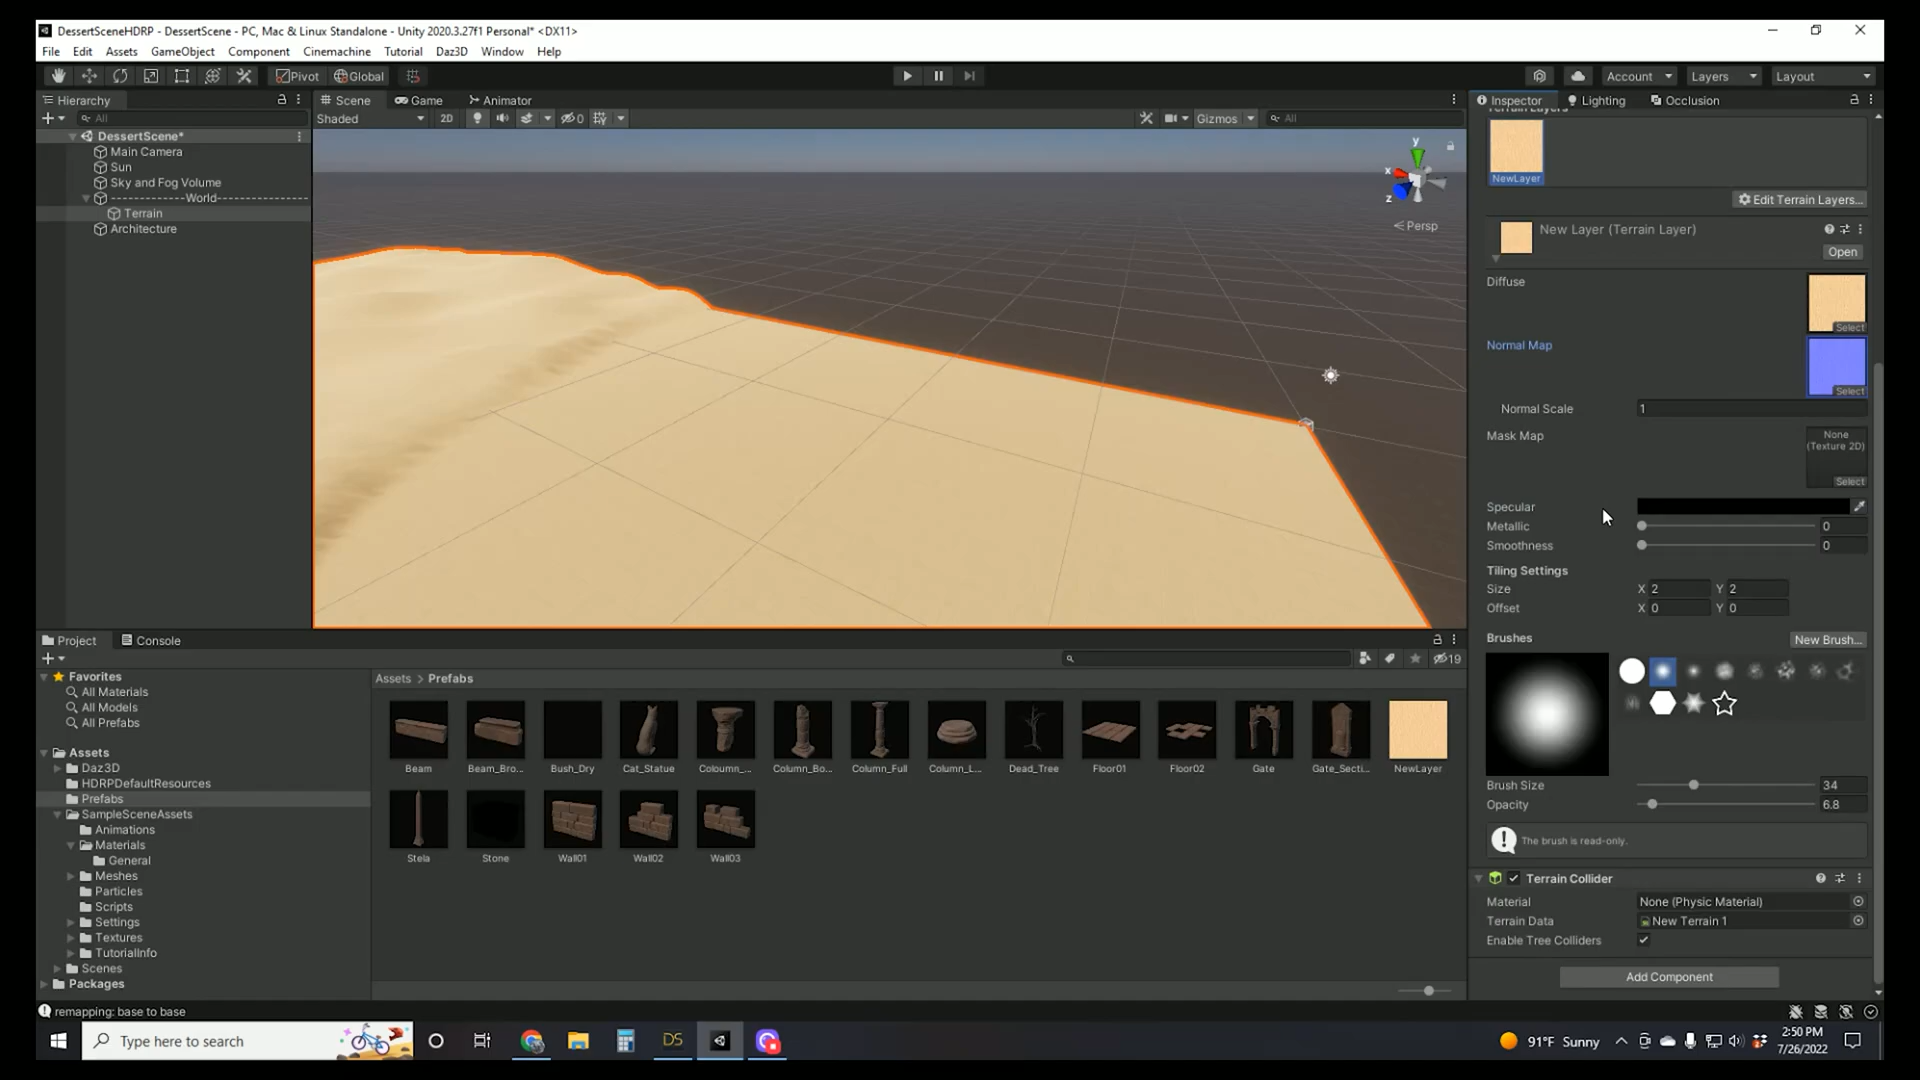 DessertSceneHDRP - DessertScene - PC, Mac & Linux Standalone - Unity 2020.3.27f1 Personal* <DX11>
File Edit Assets GameObject Component Cinemachine Tutorial Daz3D Window Help
Pivot Global Account Layers Layout
Hierarchy Scene Game Animator Inspector Lighting Occlusion
All Shaded 2D 0 Gizmos All
Terrain Layers
DessertScene*
Main Camera
Sun
Sky and Fog Volume
------------World----------------
Terrain
Architecture
y
x
z
Persp
NewLayer
Edit Terrain Layers...
New Layer (Terrain Layer)
Open
Diffuse
Select
Normal Map
Select
Normal Scale 1
Mask Map
None
(Texture 2D)
Select
Specular
Metallic 0
Smoothness 0
Tiling Settings
Size X 2 Y 2
Offset X 0 Y 0
Brushes New Brush...
Brush Size 34
Opacity 6.8
The brush is read-only.
Terrain Collider
Material None (Physic Material)
Terrain Data New Terrain 1
Enable Tree Colliders
Add Component
Project Console
19
Favorites
All Materials
All Models
All Prefabs
Assets
Daz3D
HDRPDefaultResources
Prefabs
SampleSceneAssets
Animations
Materials
General
Meshes
Particles
Scripts
Settings
Textures
TutorialInfo
Scenes
Packages
Assets > Prefabs
Beam Beam_Bro... Bush_Dry Cat_Statue Coloumn_... Column_Bo... Column_Full Column_L... Dead_Tree Floor01 Floor02 Gate Gate_Secti... NewLayer
Stela Stone Wall01 Wall02 Wall03
remapping: base to base
Type here to search
DS
91°F Sunny
2:50 PM
7/26/2022